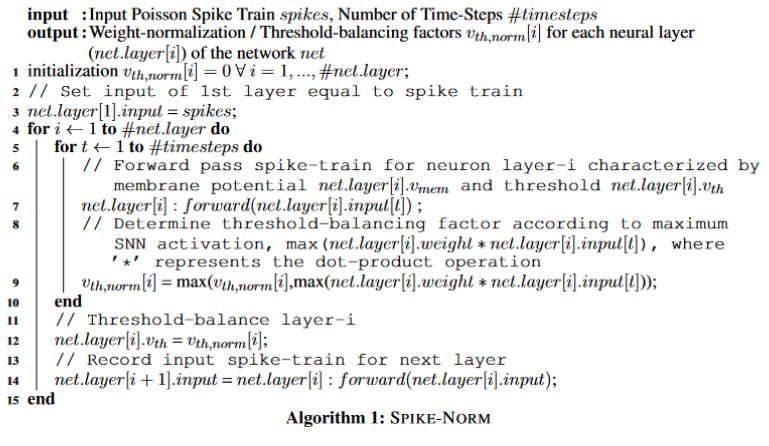 input : Input Poisson Spike Train spikes, Number of Time-Steps #timesteps
output : Weight-normalization / Threshold-balancing factors v_{th,norm}[i] for each neural layer
(net.layer[i]) of the network net
1 initialization v_{th,norm}[i] = 0 ∀ i = 1, ..., #net.layer;
2 // Set input of 1st layer equal to spike train
3 net.layer[1].input = spikes;
4 for i ← 1 to #net.layer do
5 for t ← 1 to #timesteps do
6 // Forward pass spike-train for neuron layer-i characterized by
membrane potential net.layer[i].v_{mem} and threshold net.layer[i].v_{th}
7 net.layer[i] : forward(net.layer[i].input[t]) ;
8 // Determine threshold-balancing factor according to maximum
SNN activation, max(net.layer[i].weight * net.layer[i].input[t]), where
'*' represents the dot-product operation
9 v_{th,norm}[i] = max(v_{th,norm}[i],max(net.layer[i].weight * net.layer[i].input[t]));
10 end
11 // Threshold-balance layer-i
12 net.layer[i].v_{th} = v_{th,norm}[i];
13 // Record input spike-train for next layer
14 net.layer[i + 1].input = net.layer[i] : forward(net.layer[i].input);
15 end
Algorithm 1: SPIKE-NORM